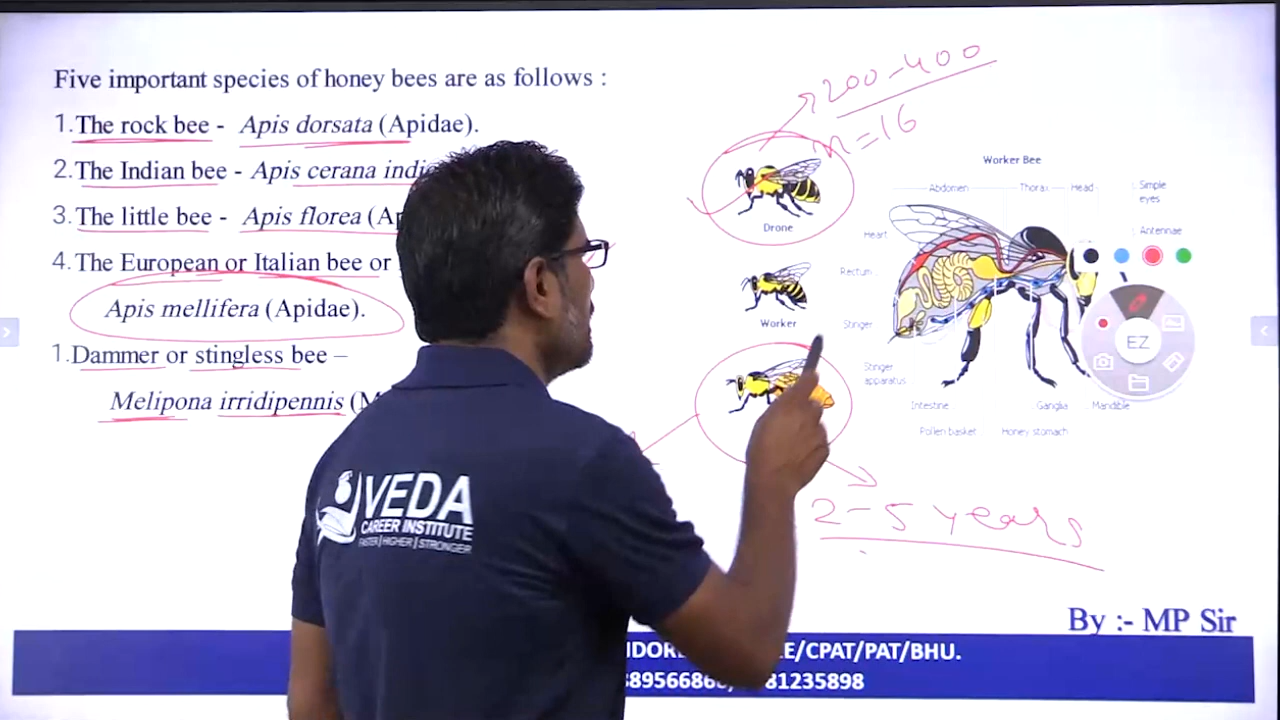 Five important species of honey bees are as follows :
1.The rock bee - Apis dorsata (Apidae).
2.The Indian bee - Apis cerana indi
3.The little bee - Apis florea (Ap
4.The European or Italian bee or
Apis mellifera (Apidae).
1.Dammer or stingless bee –
Melipona irridipennis (M
200-400
n=16
Drone
Worker
2-5 years
Worker Bee
Abdomen
Thorax
Head
Simple eyes
Antennae
Heart
Rectum
Stinger
Stinger apparatus
Intestine
Ganglia
Mandible
Pollen basket
Honey stomach
EZ
VEDA
CAREER INSTITUTE
FASTER | HIGHER | STRONGER
By :- MP Sir
E/CPAT/PAT/BHU.
81235898